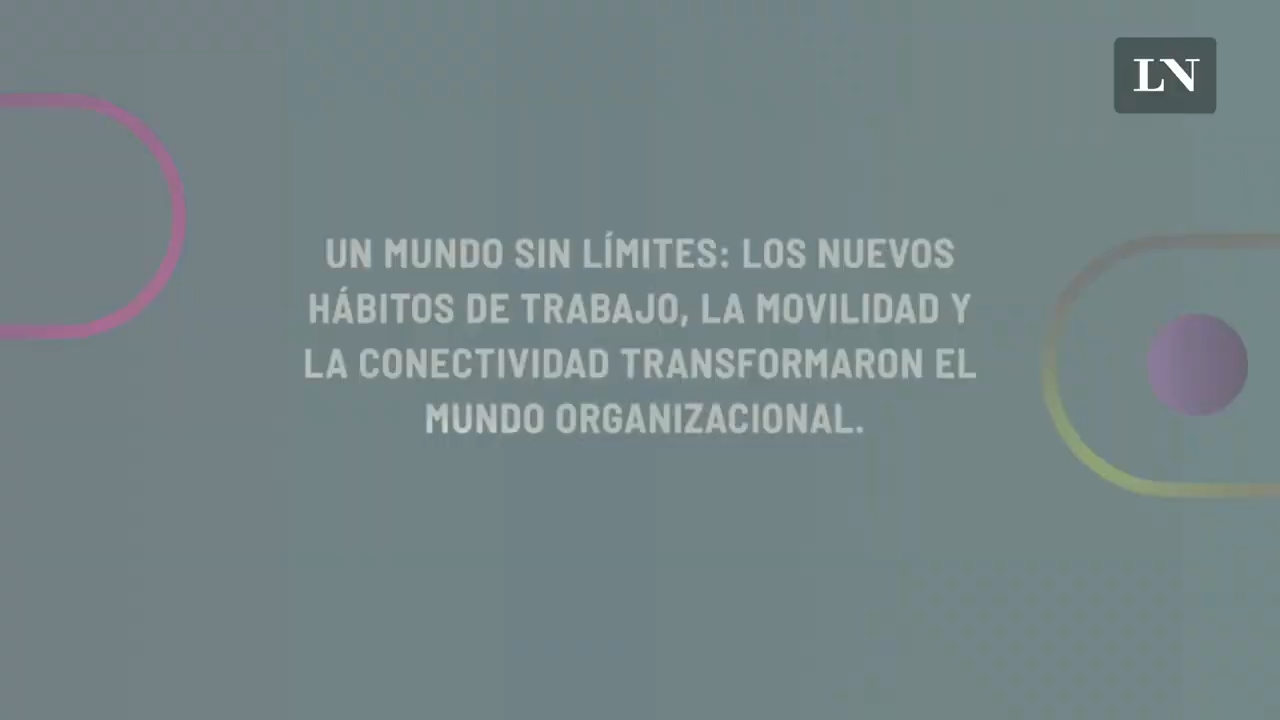 LN
UN MUNDO SIN LÍMITES: LOS NUEVOS
HÁBITOS DE TRABAJO, LA MOVILIDAD Y
LA CONECTIVIDAD TRANSFORMARON EL
MUNDO ORGANIZACIONAL.